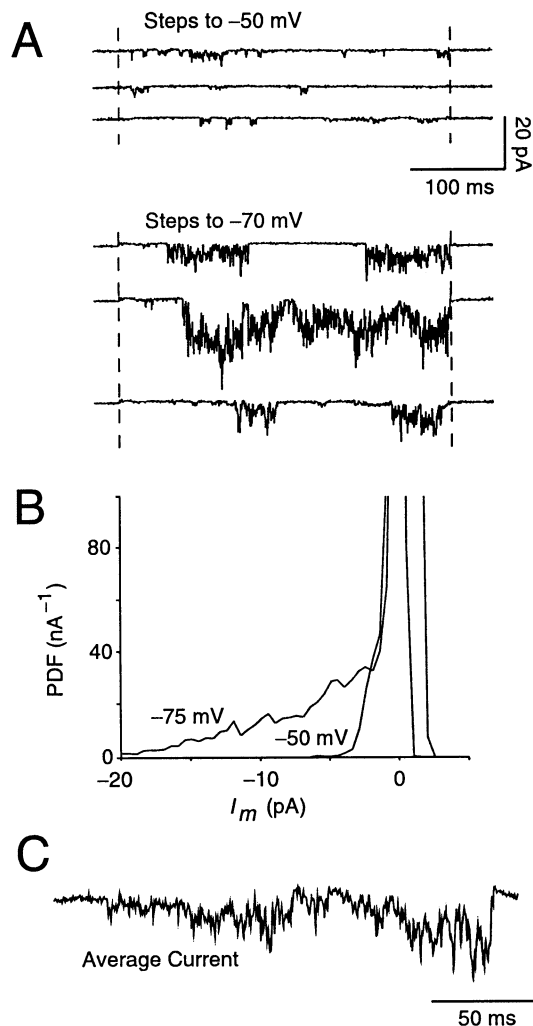 A
Steps to −50 mV
20 pA
100 ms
Steps to −70 mV
B
80
40
0
PDF (nA⁻¹)
−75 mV
−50 mV
−20
−10
0
I m (pA)
C
Average Current
50 ms